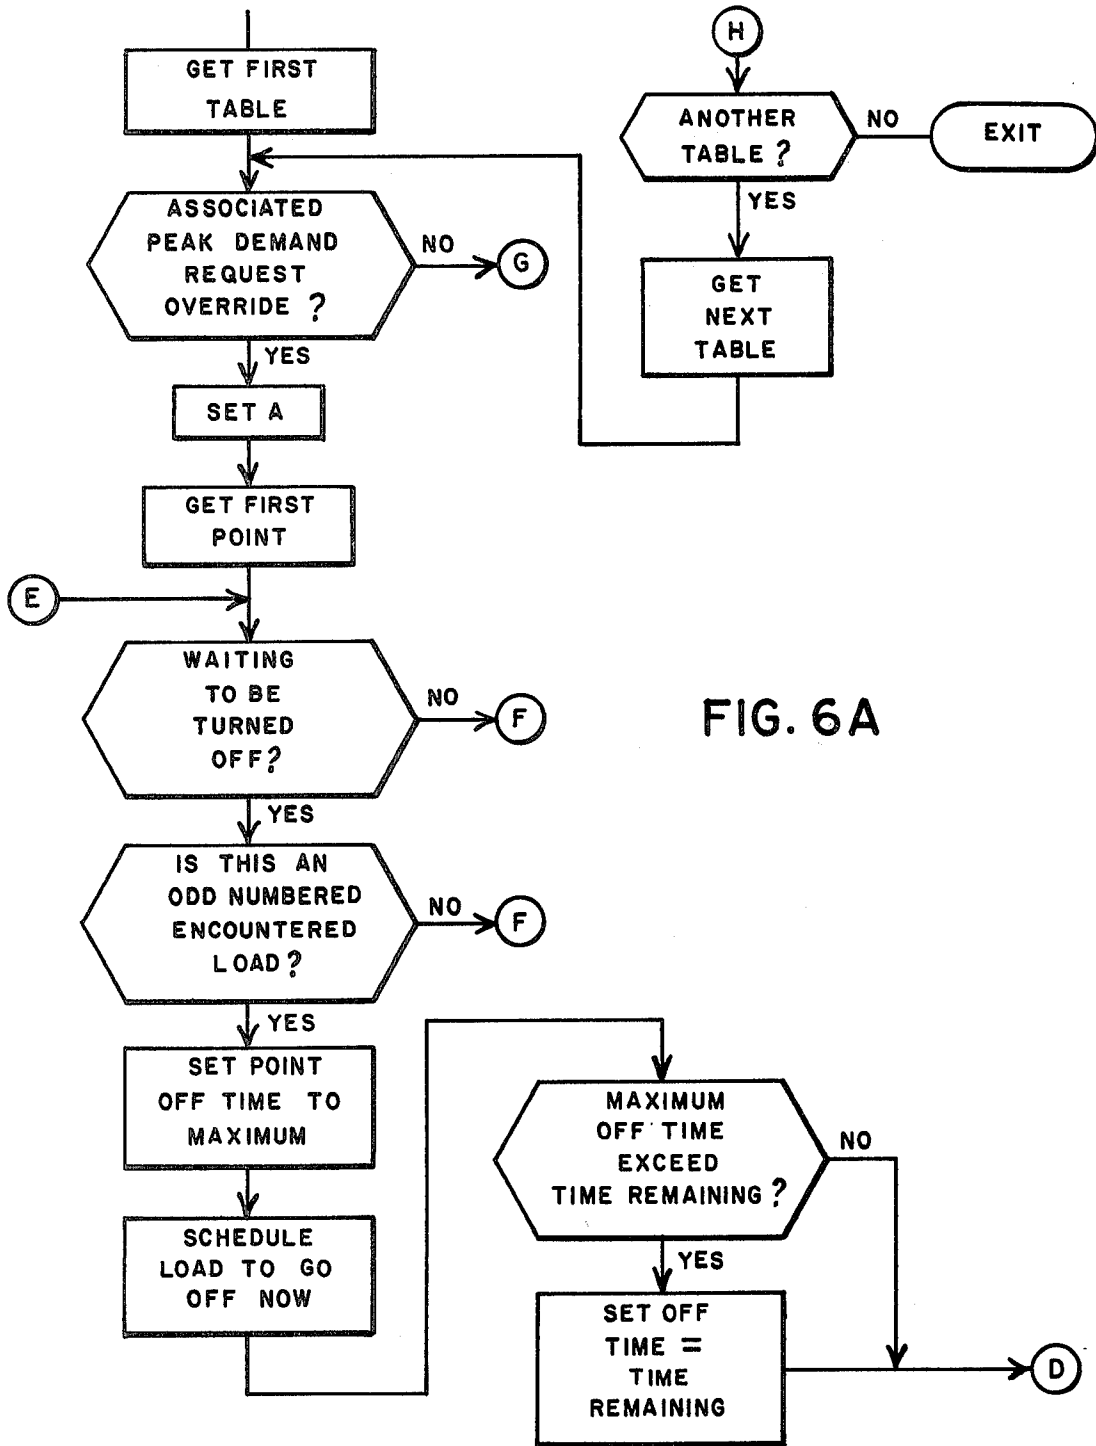 GET FIRST
TABLE
ASSOCIATED
PEAK DEMAND
REQUEST
OVERRIDE ?
NO
G
YES
SET A
GET FIRST
POINT
E
WAITING
TO BE
TURNED
OFF?
NO
F
YES
IS THIS AN
ODD NUMBERED
ENCOUNTERED
LOAD?
NO
F
YES
SET POINT
OFF TIME TO
MAXIMUM
SCHEDULE
LOAD TO GO
OFF NOW
H
ANOTHER
TABLE ?
NO
EXIT
YES
GET
NEXT
TABLE
FIG. 6A
MAXIMUM
OFF TIME
EXCEED
TIME REMAINING ?
NO
YES
SET OFF
TIME =
TIME
REMAINING
D